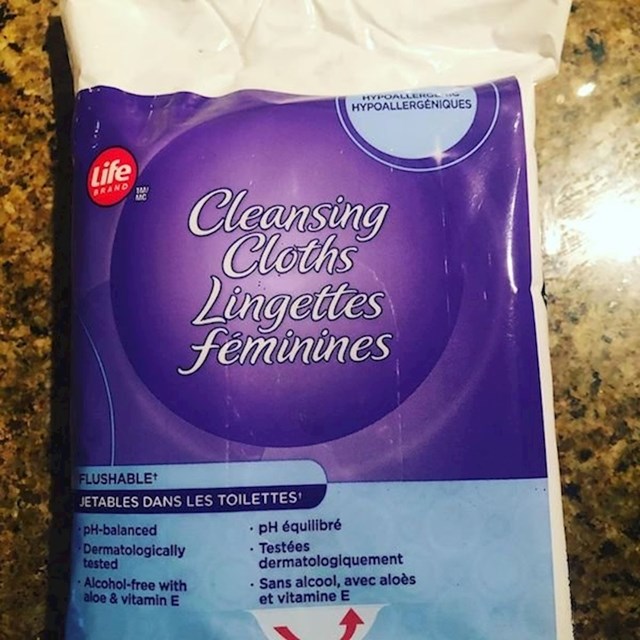 HYPOALLERGÉNIQUES
Life
BRAND
TM/
MC
Cleansing
Cloths
Lingettes
féminines
FLUSHABLE†
JETABLES DANS LES TOILETTES†
· pH-balanced
· Dermatologically
tested
· Alcohol-free with
aloe & vitamin E
· pH équilibré
· Testées
dermatologiquement
· Sans alcool, avec aloès
et vitamine E